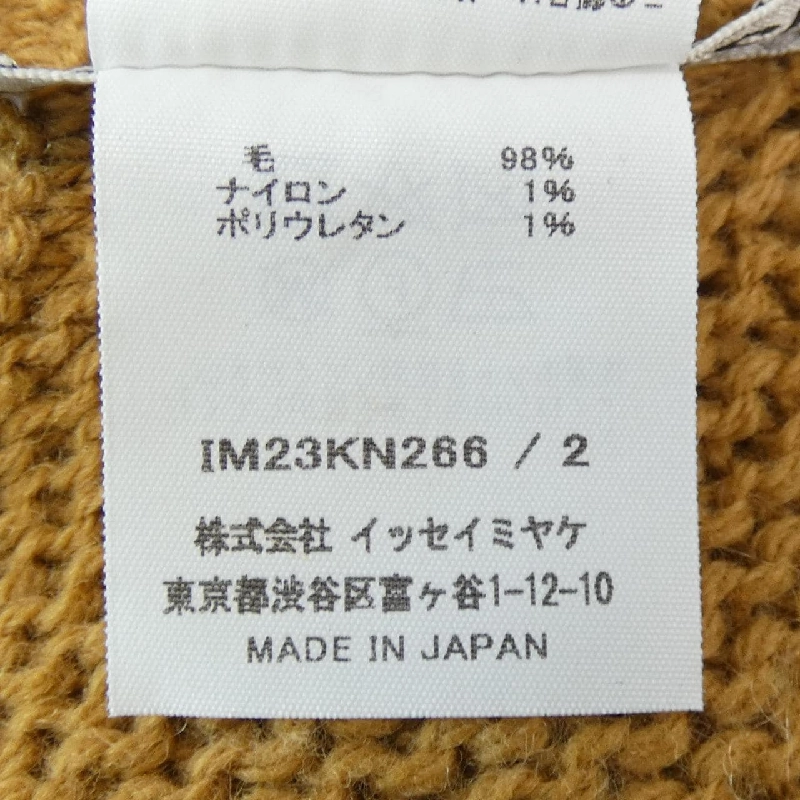 毛 98%
ナイロン 1%
ポリウレタン 1%
IM23KN266 / 2
株式会社 イッセイミヤケ
東京都渋谷区富ヶ谷1-12-10
MADE IN JAPAN